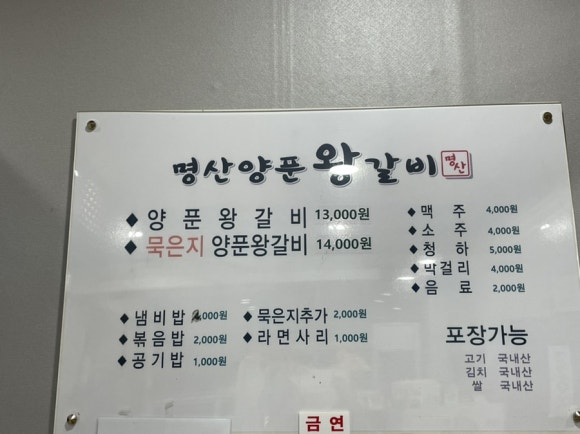 명산양푼왕갈비 명산
◆ 양푼왕갈비 13,000원
◆ 묵은지 양푼왕갈비 14,000원
◆ 맥주 4,000원
◆ 소주 4,000원
◆ 청하 5,000원
◆ 막걸리 4,000원
◆ 음료 2,000원
◆ 냄비밥
◆ 볶음밥 2,000원
◆ 공기밥 1,000원
◆ 묵은지추가 2,000원
◆ 라면사리 1,000원
포장가능
고기 국내산
김치 국내산
쌀 국내산
금연